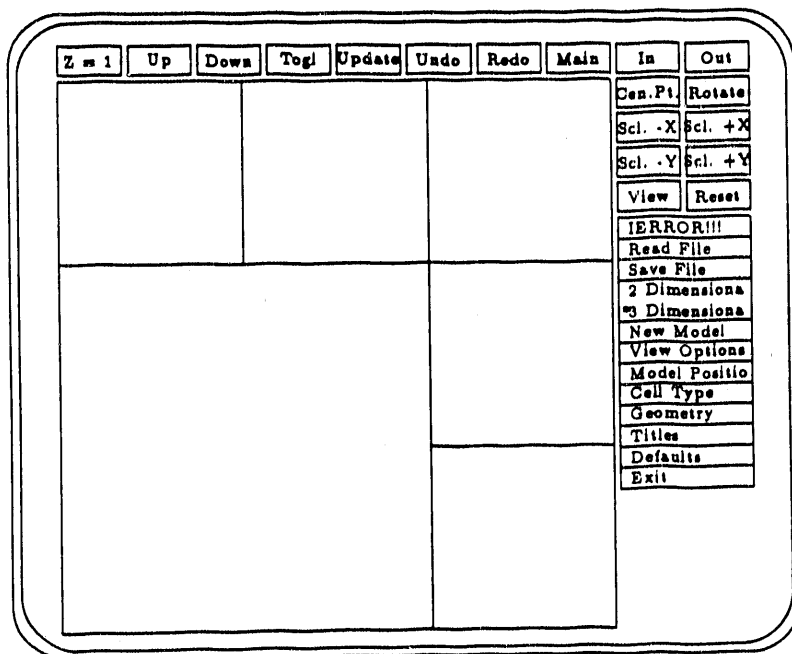 Z = 1 Up Down Togl Update Undo Redo Main In Out
Cen.Pt. Rotate
Scl. -X Scl. +X
Scl. -Y Scl. +Y
View Reset
IERROR!!!
Read File
Save File
2 Dimensiona
*3 Dimensiona
New Model
View Options
Model Positio
Cell Type
Geometry
Titles
Defaults
Exit